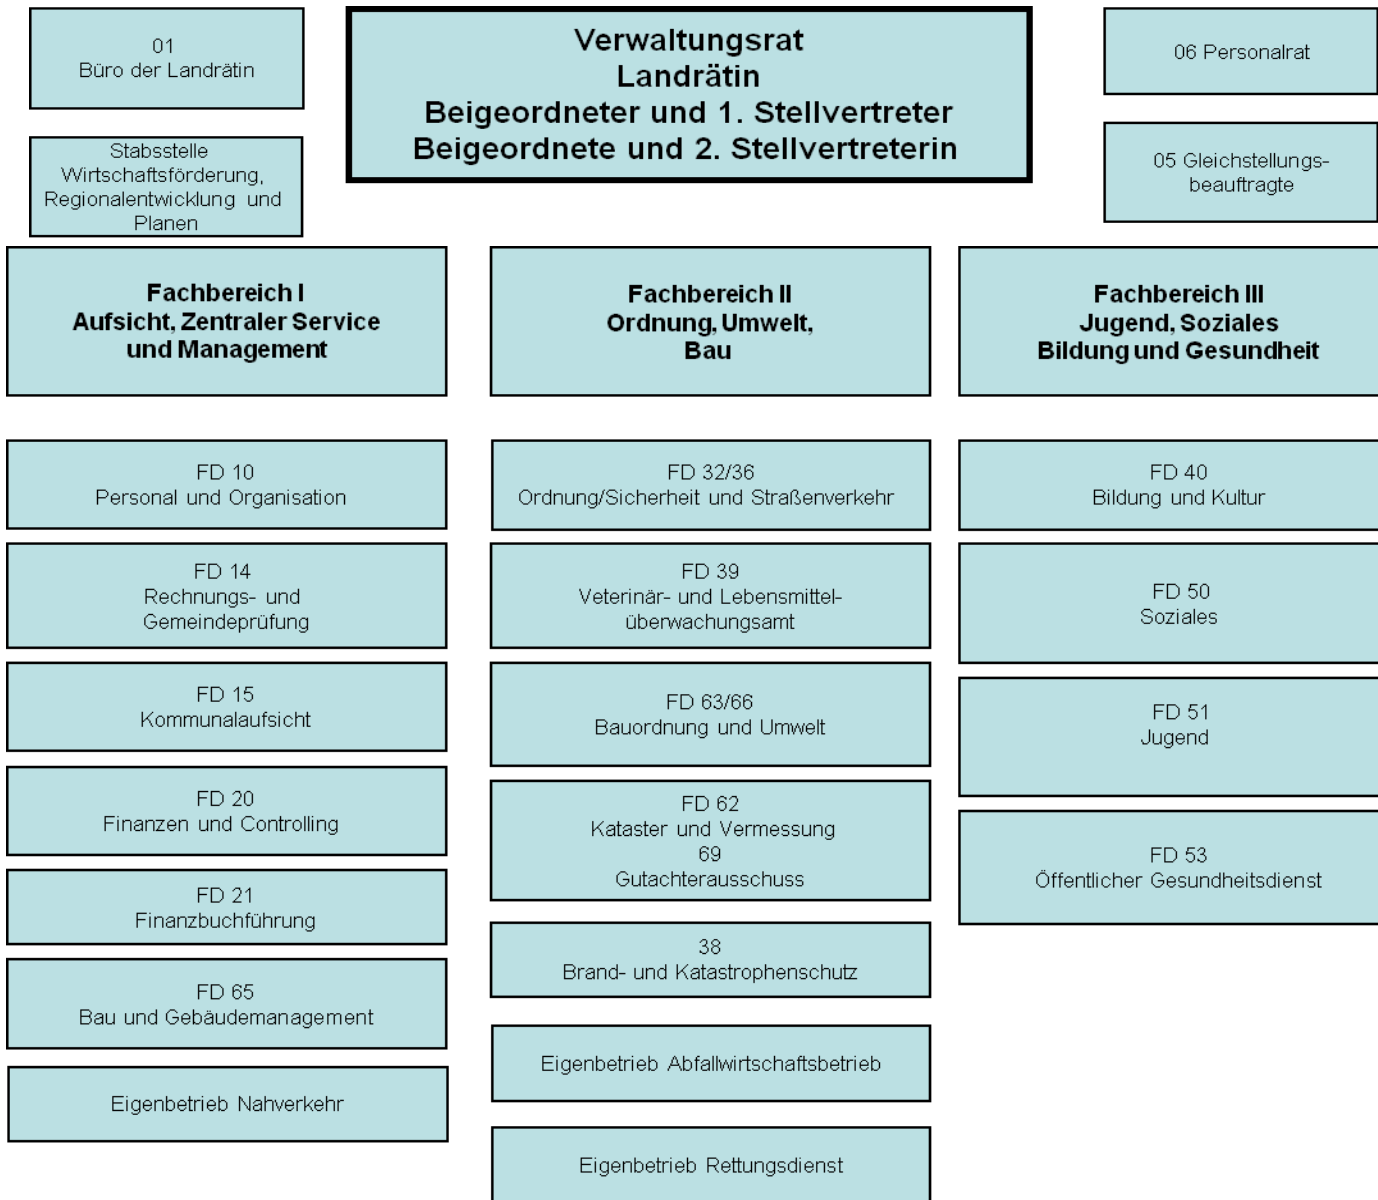 01
Büro der Landrätin
Verwaltungsrat
Landrätin
Beigeordneter und 1. Stellvertreter
Beigeordnete und 2. Stellvertreterin
06 Personalrat
Stabsstelle
Wirtschaftsförderung,
Regionalentwicklung und
Planen
05 Gleichstellungs-
beauftragte
Fachbereich I
Aufsicht, Zentraler Service
und Management
Fachbereich II
Ordnung, Umwelt,
Bau
Fachbereich III
Jugend, Soziales
Bildung und Gesundheit
FD 10
Personal und Organisation
FD 14
Rechnungs- und
Gemeindeprüfung
FD 15
Kommunalaufsicht
FD 20
Finanzen und Controlling
FD 21
Finanzbuchführung
FD 65
Bau und Gebäudemanagement
Eigenbetrieb Nahverkehr
FD 32/36
Ordnung/Sicherheit und Straßenverkehr
FD 39
Veterinär- und Lebensmittel-
überwachungsamt
FD 63/66
Bauordnung und Umwelt
FD 62
Kataster und Vermessung
69
Gutachterausschuss
38
Brand- und Katastrophenschutz
Eigenbetrieb Abfallwirtschaftsbetrieb
Eigenbetrieb Rettungsdienst
FD 40
Bildung und Kultur
FD 50
Soziales
FD 51
Jugend
FD 53
Öffentlicher Gesundheitsdienst